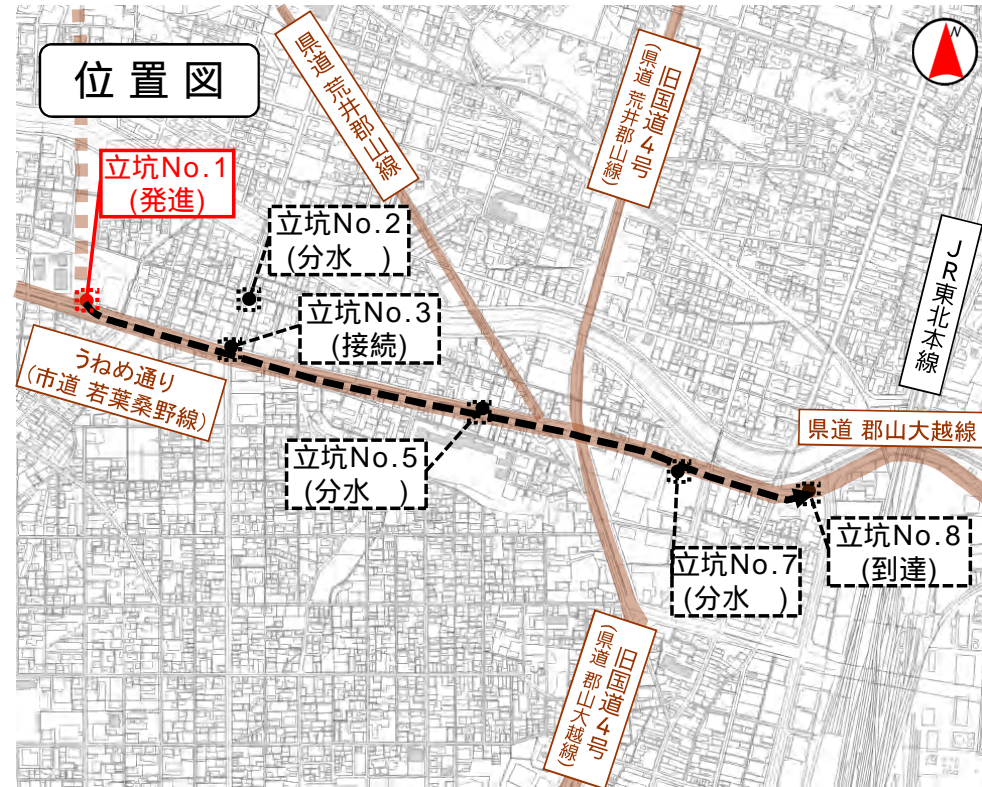 位置図
N
県道 荒井郡山線
旧国道4号
(県道 荒井郡山線)
立坑No.1
(発進)
立坑No.2
(分水　)
立坑No.3
(接続)
JR東北本線
うねめ通り
(市道 若葉桑野線)
県道 郡山大越線
立坑No.5
(分水　)
立坑No.7
(分水　)
立坑No.8
(到達)
旧国道4号
(県道 郡山大越線)